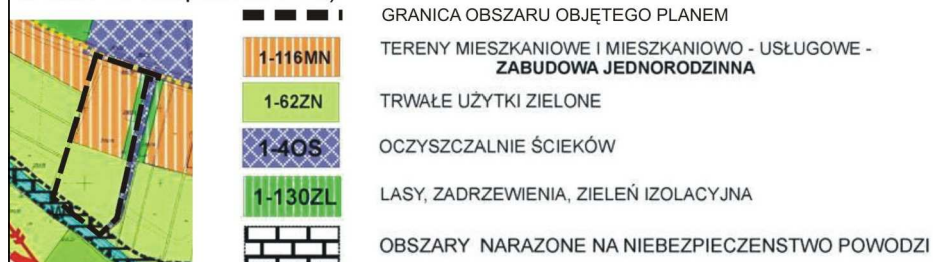 GRANICA OBSZARU OBJĘTEGO PLANEM
1-116MN
TERENY MIESZKANIOWE I MIESZKANIOWO - USŁUGOWE -
ZABUDOWA JEDNORODZINNA
1-62ZN
TRWAŁE UŻYTKI ZIELONE
1-4OS
OCZYSZCZALNIE ŚCIEKÓW
1-130ZL
LASY, ZADRZEWIENIA, ZIELEŃ IZOLACYJNA
OBSZARY NARAZONE NA NIEBEZPIECZENSTWO POWODZI